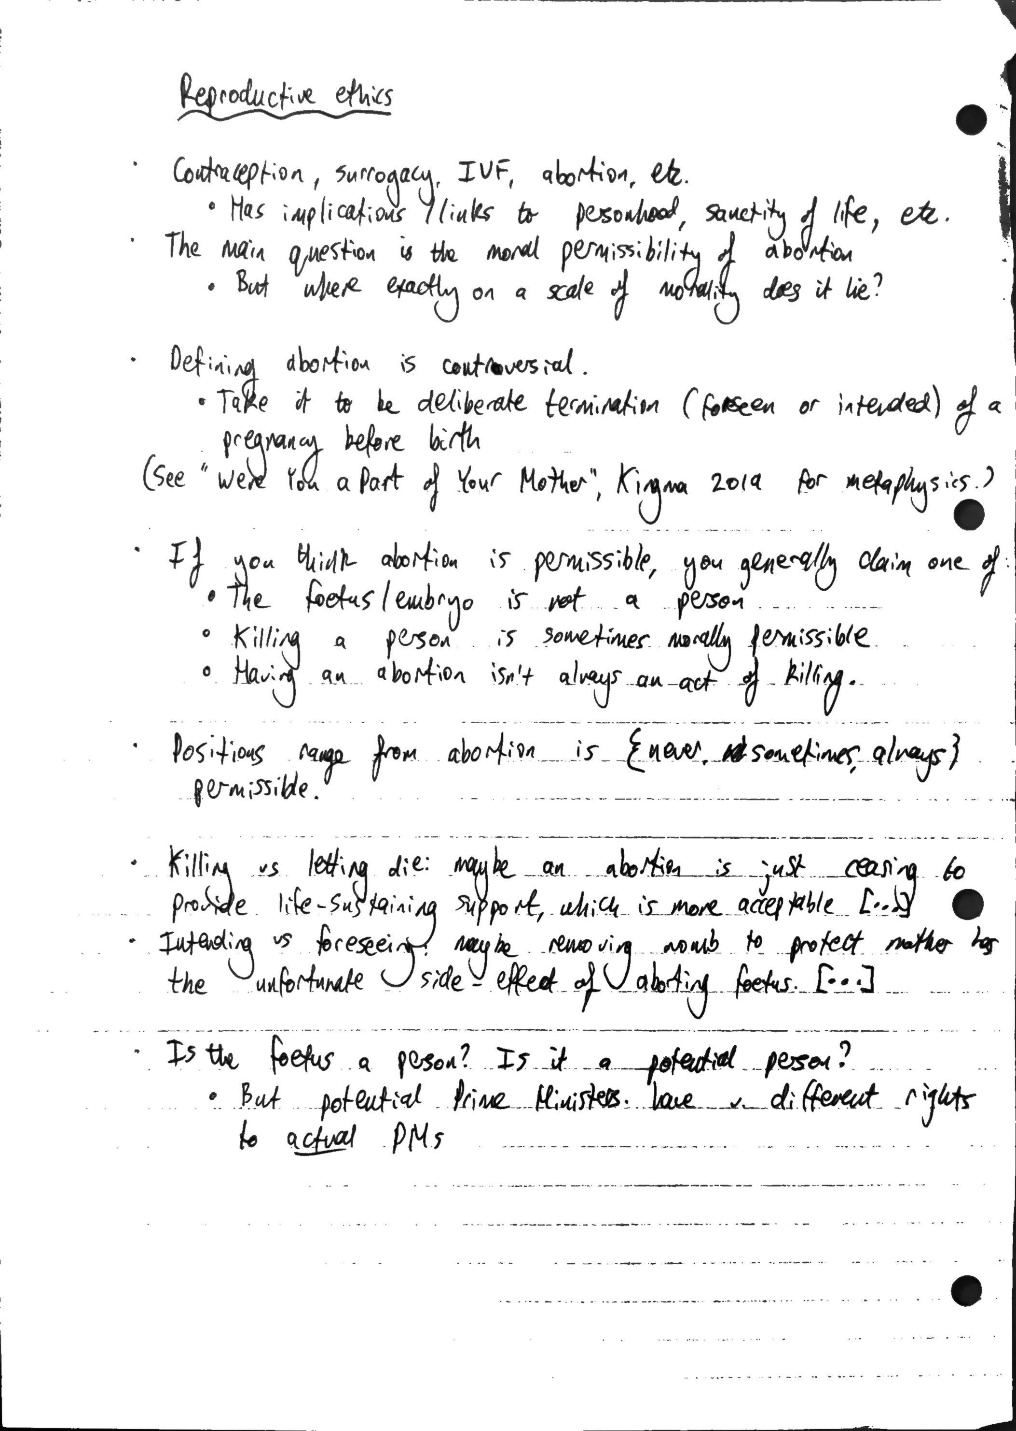 Reproductive ethics
· Contraception, surrogacy, IVF, abortion, etc.
• Has implications / links to personhood, sanctity of life, etc.
· The main question is the moral permissibility of abortion
• But where exactly on a scale of morality does it lie?
· Defining abortion is controversial.
• Take it to be deliberate termination (forseen or intended) of a
pregnancy before birth
(See "Were You a Part of Your Mother", Kingma 2019 for metaphysics.)
· If you think abortion is permissible, you generally claim one of:
• The foetus/embryo is not a person
• Killing a person is sometimes morally permissible
• Having an abortion isn't always an act of killing.
· Positions range from abortion is {never, sometimes, always}
permissible.
· Killing vs letting die: maybe an abortion is just ceasing to
provide life-sustaining support, which is more acceptable [...]
· Intending vs foreseeing: maybe removing womb to protect mother has
the unfortunate side-effect of aborting foetus. [...]
· Is the foetus a person? Is it a potential person?
• But potential Prime Ministers have v. different rights
to actual PMs